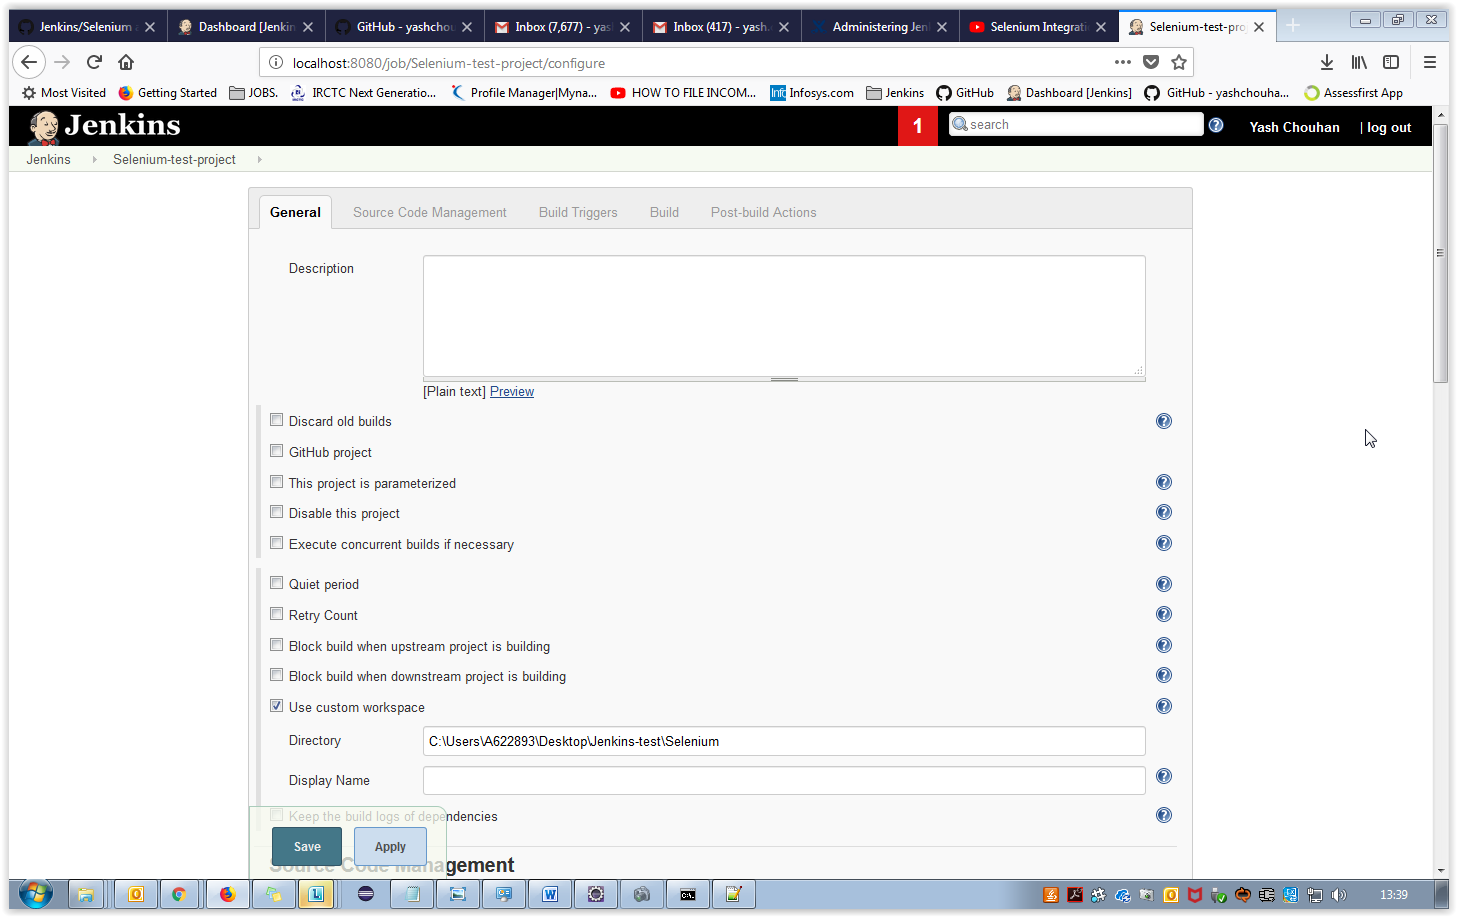 Jenkins/Selenium a
Dashboard [Jenkin
GitHub - yashchou
Inbox (7,677) - yas
Inbox (417) - yash.
Administering Jen
Selenium Integrati
Selenium-test-pro
localhost:8080/job/Selenium-test-project/configure
Most Visited
Getting Started
JOBS.
IRCTC Next Generatio...
Profile Manager|Myna...
HOW TO FILE INCOM...
Infosys.com
Jenkins
GitHub
Dashboard [Jenkins]
GitHub - yashchouha...
Assessfirst App
Jenkins
1
search
Yash Chouhan
| log out
Jenkins
Selenium-test-project
General
Source Code Management
Build Triggers
Build
Post-build Actions
Description
[Plain text] Preview
Discard old builds
GitHub project
This project is parameterized
Disable this project
Execute concurrent builds if necessary
Quiet period
Retry Count
Block build when upstream project is building
Block build when downstream project is building
Use custom workspace
Directory
C:\Users\A622893\Desktop\Jenkins-test\Selenium
Display Name
Keep the build logs of dependencies
Save
Apply
Source Code Management
13:39